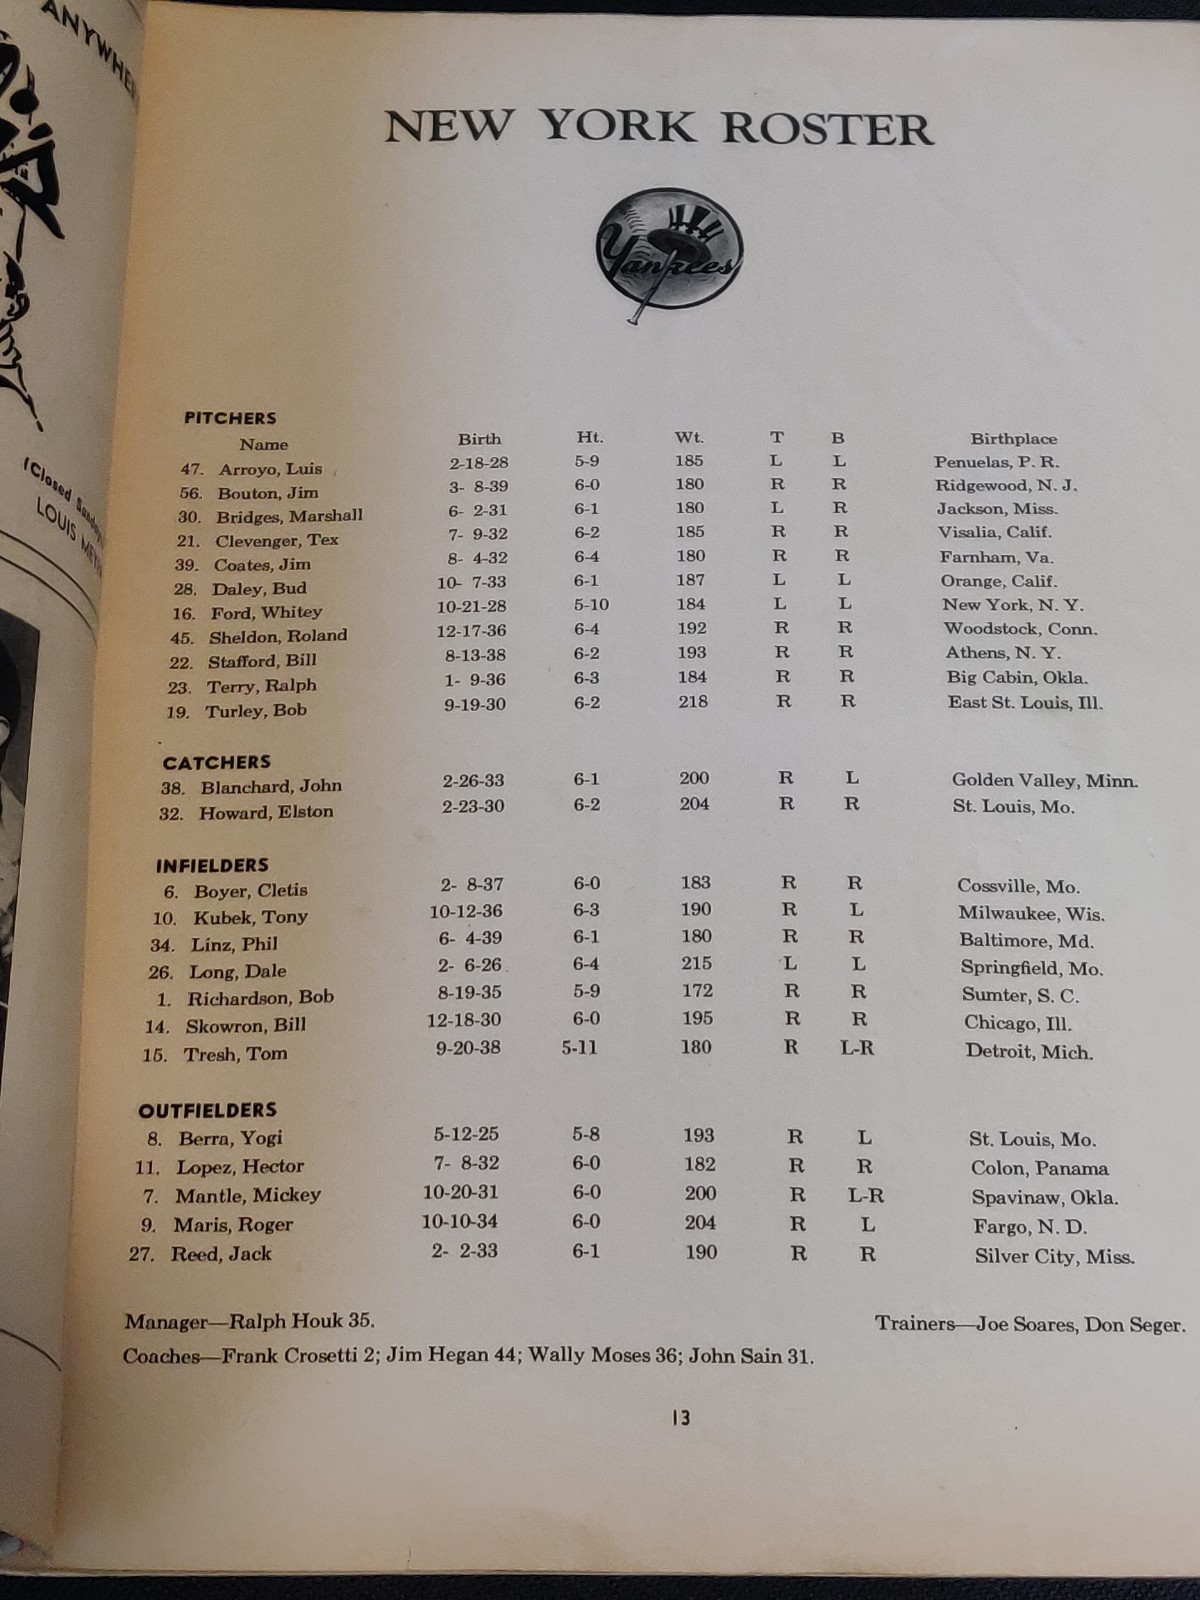 ANYWHE
(Closed Sundays
LOUIS MEYE
NEW YORK ROSTER
Yankees
PITCHERS
Name Birth Ht. Wt. T B Birthplace
47. Arroyo, Luis 2-18-28 5-9 185 L L Penuelas, P. R.
56. Bouton, Jim 3- 8-39 6-0 180 R R Ridgewood, N. J.
30. Bridges, Marshall 6- 2-31 6-1 180 L R Jackson, Miss.
21. Clevenger, Tex 7- 9-32 6-2 185 R R Visalia, Calif.
39. Coates, Jim 8- 4-32 6-4 180 R R Farnham, Va.
28. Daley, Bud 10- 7-33 6-1 187 L L Orange, Calif.
16. Ford, Whitey 10-21-28 5-10 184 L L New York, N. Y.
45. Sheldon, Roland 12-17-36 6-4 192 R R Woodstock, Conn.
22. Stafford, Bill 8-13-38 6-2 193 R R Athens, N. Y.
23. Terry, Ralph 1- 9-36 6-3 184 R R Big Cabin, Okla.
19. Turley, Bob 9-19-30 6-2 218 R R East St. Louis, Ill.
CATCHERS
38. Blanchard, John 2-26-33 6-1 200 R L Golden Valley, Minn.
32. Howard, Elston 2-23-30 6-2 204 R R St. Louis, Mo.
INFIELDERS
6. Boyer, Cletis 2- 8-37 6-0 183 R R Cossville, Mo.
10. Kubek, Tony 10-12-36 6-3 190 R L Milwaukee, Wis.
34. Linz, Phil 6- 4-39 6-1 180 R R Baltimore, Md.
26. Long, Dale 2- 6-26 6-4 215 L L Springfield, Mo.
1. Richardson, Bob 8-19-35 5-9 172 R R Sumter, S. C.
14. Skowron, Bill 12-18-30 6-0 195 R R Chicago, Ill.
15. Tresh, Tom 9-20-38 5-11 180 R L-R Detroit, Mich.
OUTFIELDERS
8. Berra, Yogi 5-12-25 5-8 193 R L St. Louis, Mo.
11. Lopez, Hector 7- 8-32 6-0 182 R R Colon, Panama
7. Mantle, Mickey 10-20-31 6-0 200 R L-R Spavinaw, Okla.
9. Maris, Roger 10-10-34 6-0 204 R L Fargo, N. D.
27. Reed, Jack 2- 2-33 6-1 190 R R Silver City, Miss.
Manager—Ralph Houk 35. Trainers—Joe Soares, Don Seger.
Coaches—Frank Crosetti 2; Jim Hegan 44; Wally Moses 36; John Sain 31.
13